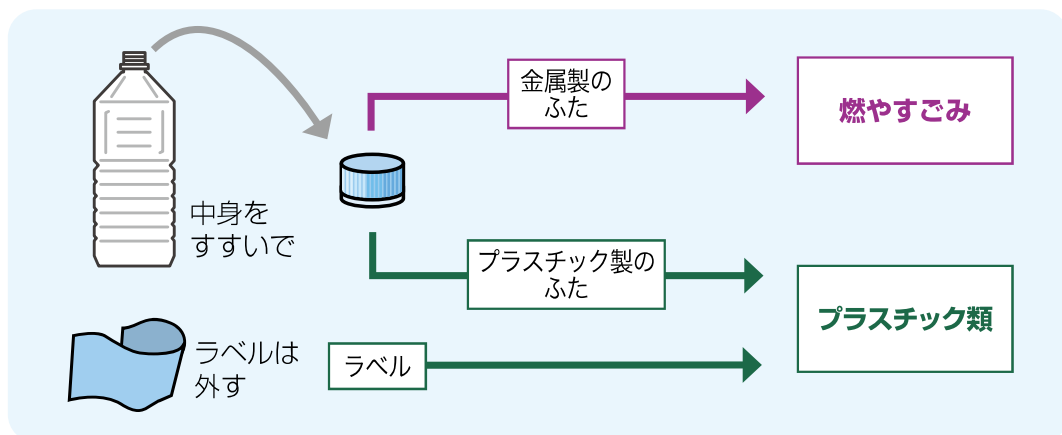 金属製の
ふた
燃やすごみ
中身を
すすいで
プラスチック製の
ふた
プラスチック類
ラベルは
外す
ラベル